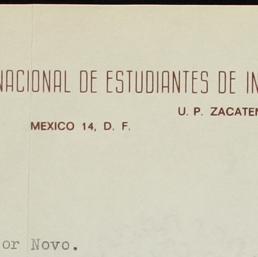 NACIONAL DE ESTUDIANTES DE IN
U. P. ZACATEN
MEXICO 14, D. F.
or Novo.